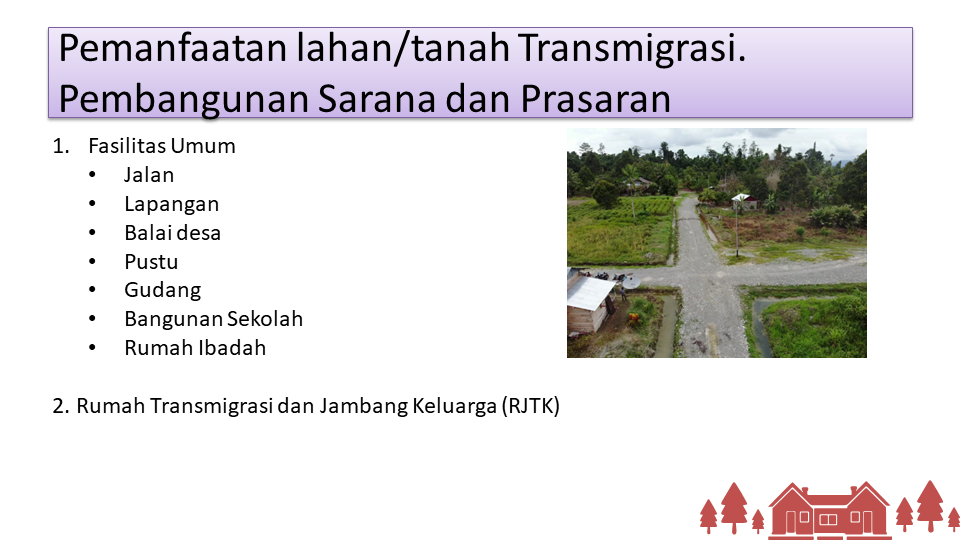 Pemanfaatan lahan/tanah Transmigrasi.
Pembangunan Sarana dan Prasaran
1. Fasilitas Umum
• Jalan
• Lapangan
• Balai desa
• Pustu
• Gudang
• Bangunan Sekolah
• Rumah Ibadah
2. Rumah Transmigrasi dan Jambang Keluarga (RJTK)